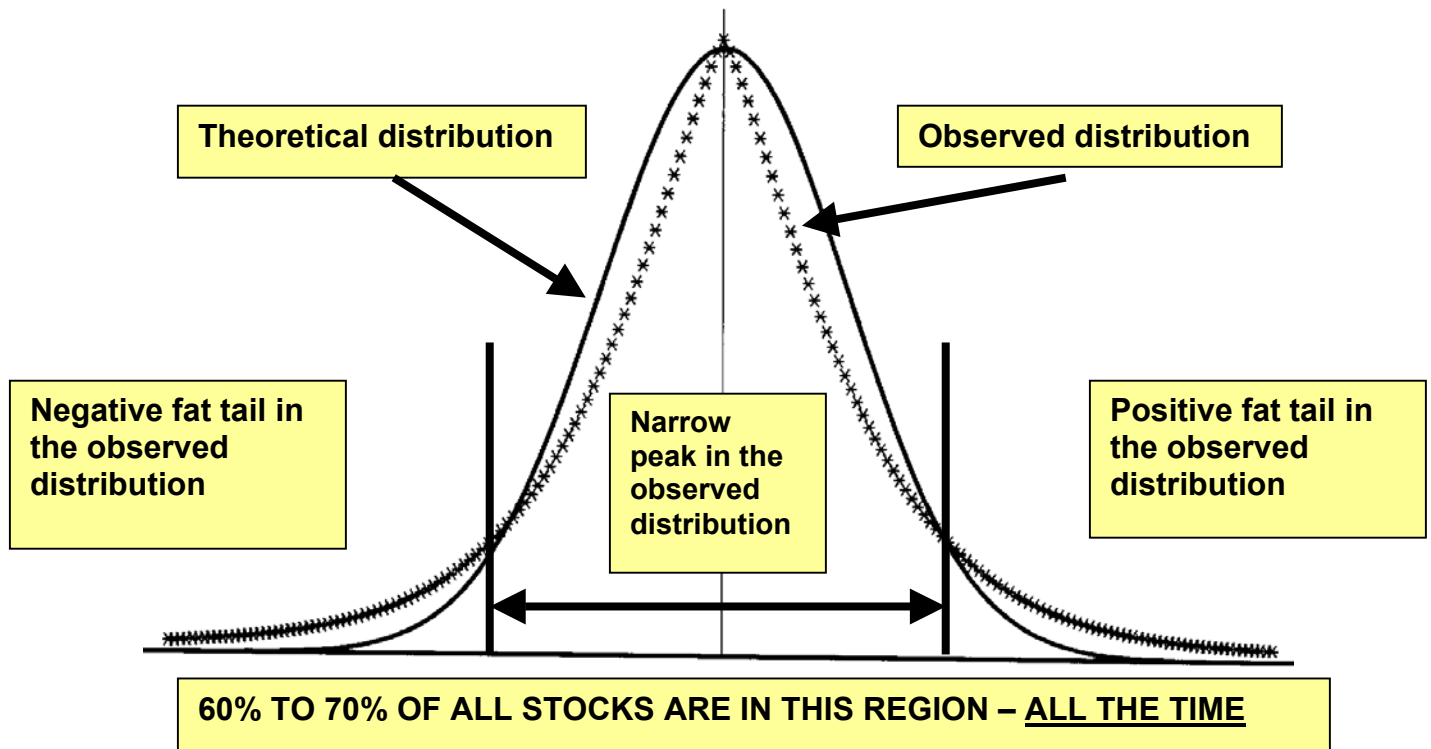 Theoretical distribution
Observed distribution
Negative fat tail in
the observed
distribution
Narrow
peak in the
observed
distribution
Positive fat tail in
the observed
distribution
60% TO 70% OF ALL STOCKS ARE IN THIS REGION – ALL THE TIME